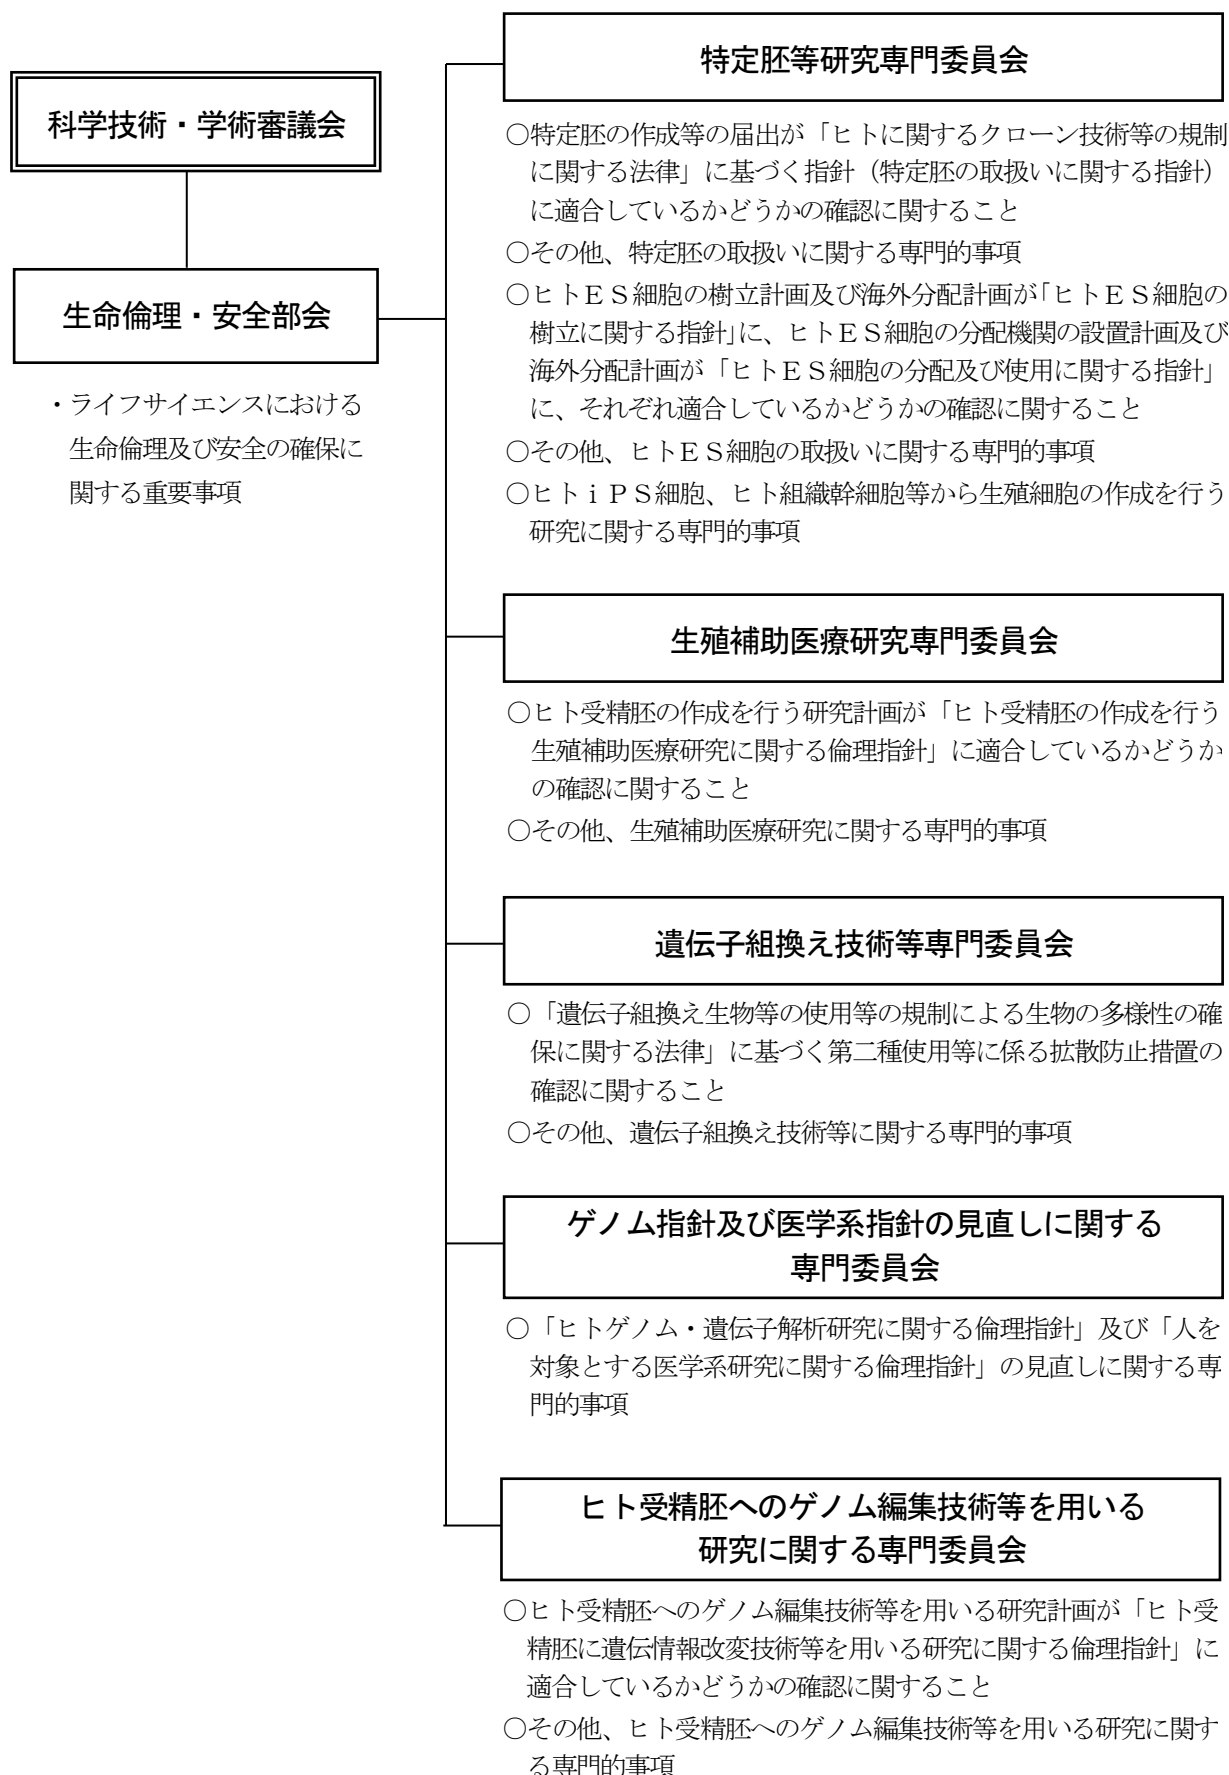 科学技術・学術審議会
生命倫理・安全部会
・ライフサイエンスにおける
生命倫理及び安全の確保に
関する重要事項
特定胚等研究専門委員会
○特定胚の作成等の届出が「ヒトに関するクローン技術等の規制
に関する法律」に基づく指針（特定胚の取扱いに関する指針）
に適合しているかどうかの確認に関すること
○その他、特定胚の取扱いに関する専門的事項
○ヒトＥＳ細胞の樹立計画及び海外分配計画が「ヒトＥＳ細胞の
樹立に関する指針」に、ヒトＥＳ細胞の分配機関の設置計画及び
海外分配計画が「ヒトＥＳ細胞の分配及び使用に関する指針」
に、それぞれ適合しているかどうかの確認に関すること
○その他、ヒトＥＳ細胞の取扱いに関する専門的事項
○ヒトｉＰＳ細胞、ヒト組織幹細胞等から生殖細胞の作成を行う
研究に関する専門的事項
生殖補助医療研究専門委員会
○ヒト受精胚の作成を行う研究計画が「ヒト受精胚の作成を行う
生殖補助医療研究に関する倫理指針」に適合しているかどうか
の確認に関すること
○その他、生殖補助医療研究に関する専門的事項
遺伝子組換え技術等専門委員会
○「遺伝子組換え生物等の使用等の規制による生物の多様性の確
保に関する法律」に基づく第二種使用等に係る拡散防止措置の
確認に関すること
○その他、遺伝子組換え技術等に関する専門的事項
ゲノム指針及び医学系指針の見直しに関する
専門委員会
○「ヒトゲノム・遺伝子解析研究に関する倫理指針」及び「人を
対象とする医学系研究に関する倫理指針」の見直しに関する専
門的事項
ヒト受精胚へのゲノム編集技術等を用いる
研究に関する専門委員会
○ヒト受精胚へのゲノム編集技術等を用いる研究計画が「ヒト受
精胚に遺伝情報改変技術等を用いる研究に関する倫理指針」に
適合しているかどうかの確認に関すること
○その他、ヒト受精胚へのゲノム編集技術等を用いる研究に関す
る専門的事項